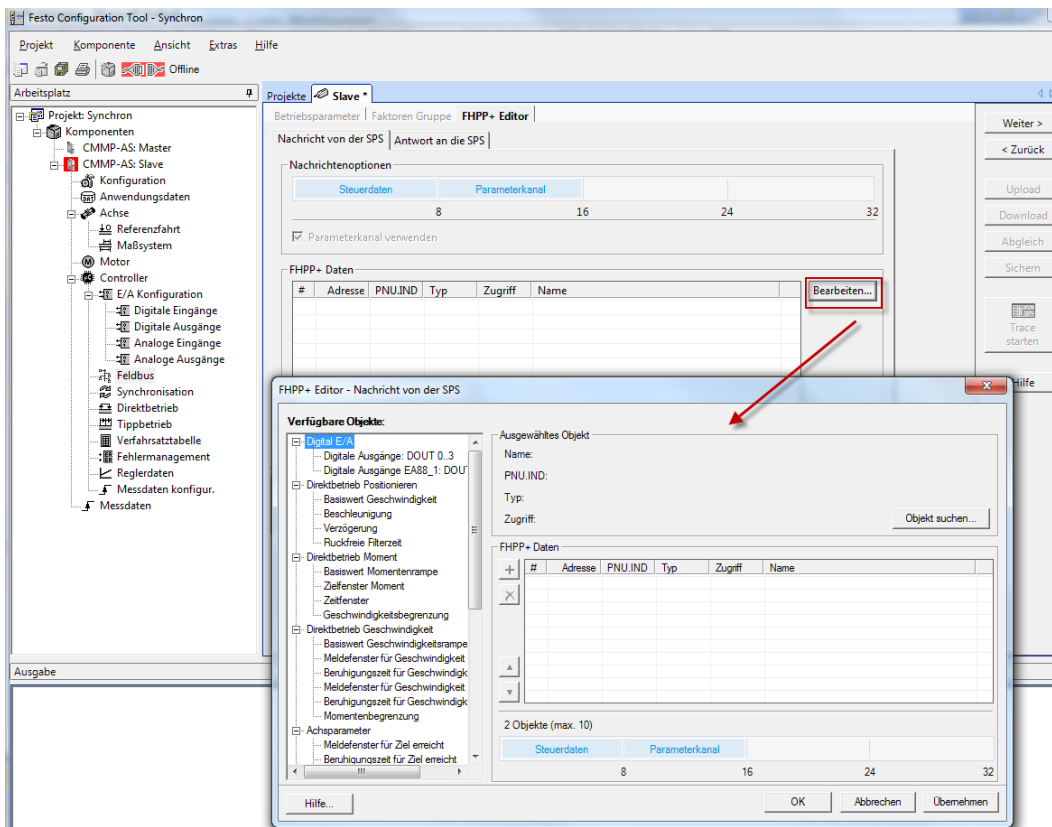 Festo Configuration Tool - Synchron
Projekt Komponente Ansicht Extras Hilfe
Offline
Arbeitsplatz
Projekt: Synchron
Komponenten
CMMP-AS: Master
CMMP-AS: Slave
Konfiguration
Anwendungsdaten
Achse
Referenzfahrt
Maßsystem
Motor
Controller
E/A Konfiguration
Digitale Eingänge
Digitale Ausgänge
Analoge Eingänge
Analoge Ausgänge
Feldbus
Synchronisation
Direktbetrieb
Tippbetrieb
Verfahrsatztabelle
Fehlermanagement
Reglerdaten
Messdaten konfigur.
Messdaten
Projekte Slave *
Betriebsparameter Faktoren Gruppe FHPP+ Editor
Nachricht von der SPS Antwort an die SPS
Nachrichtenoptionen
Steuerdaten Parameterkanal
8 16 24 32
Parameterkanal verwenden
FHPP+ Daten
# Adresse PNU.IND Typ Zugriff Name
Bearbeiten...
Weiter >
< Zurück
Upload
Download
Abgleich
Sichern
Trace
starten
Hilfe
Ausgabe
FHPP+ Editor - Nachricht von der SPS
Verfügbare Objekte:
Digital E/A
Digitale Ausgänge: DOUT 0..3
Digitale Ausgänge EA88_1: DOU
Direktbetrieb Positionieren
Basiswert Geschwindigkeit
Beschleunigung
Verzögerung
Ruckfreie Filterzeit
Direktbetrieb Moment
Basiswert Momentenrampe
Zielfenster Moment
Zeitfenster
Geschwindigkeitsbegrenzung
Direktbetrieb Geschwindigkeit
Basiswert Geschwindigkeitsrampe
Meldefenster für Geschwindigkeit
Beruhigungszeit für Geschwindigk
Meldefenster für Geschwindigkeit
Beruhigungszeit für Geschwindigk
Momentenbegrenzung
Achsparameter
Meldefenster für Ziel erreicht
Beruhigungszeit für Ziel erreicht
Ausgewähltes Objekt
Name:
PNU.IND:
Typ:
Zugriff:
Objekt suchen...
FHPP+ Daten
# Adresse PNU.IND Typ Zugriff Name
2 Objekte (max. 10)
Steuerdaten Parameterkanal
8 16 24 32
Hilfe... OK Abbrechen Übernehmen